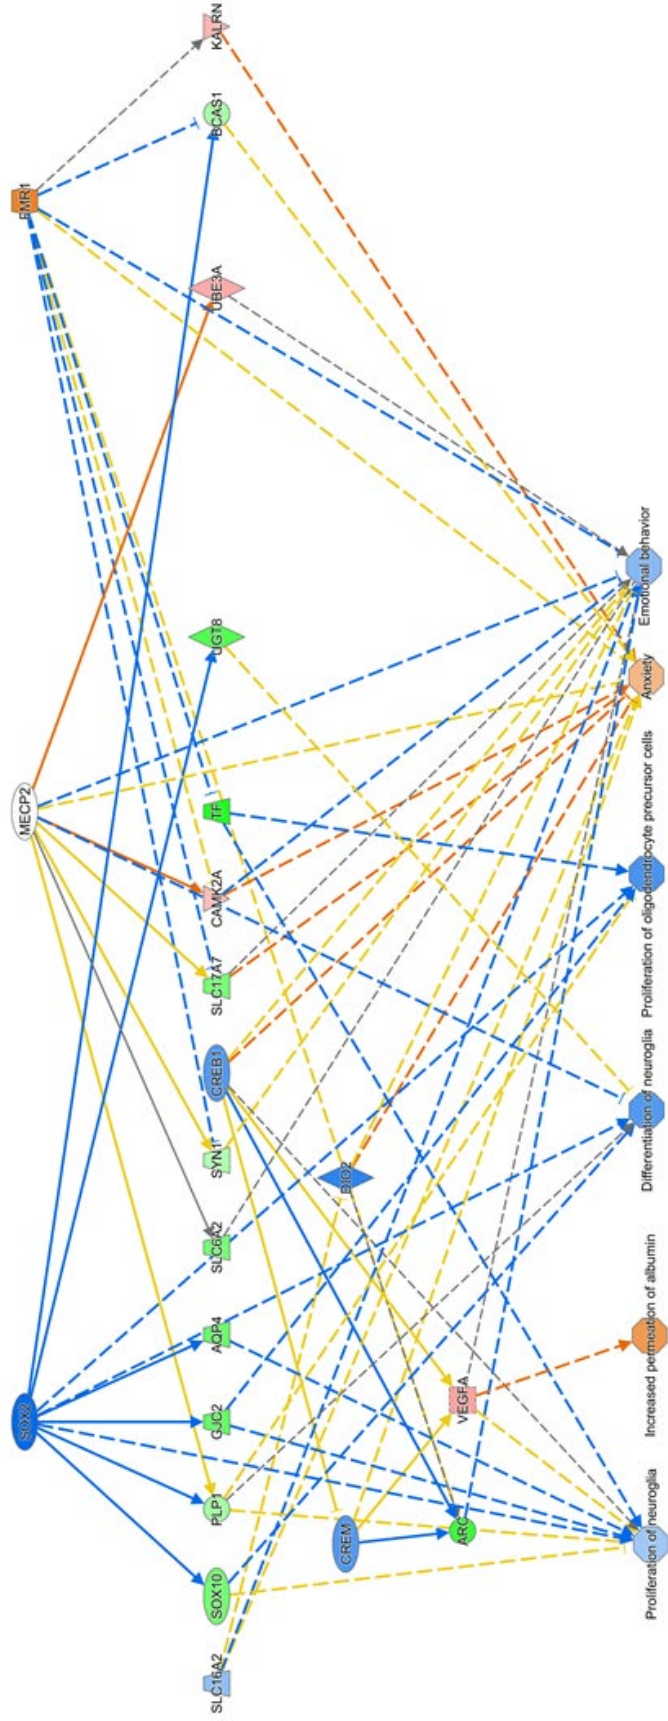 SOX2
MECP2
FMR1
SLC16A2
SOX10
PLP1
GJC2
AQP4
SLC6A2
SYN1
CREB1
SLC17A7
CAMK2A
TF
UGT8
UBE3A
BCAS1
KALRN
CREM
DIO2
ARC
VEGFA
Proliferation of neuroglia
Increased permeation of albumin
Differentiation of neuroglia
Proliferation of oligodendrocyte precursor cells
Anxiety
Emotional behavior